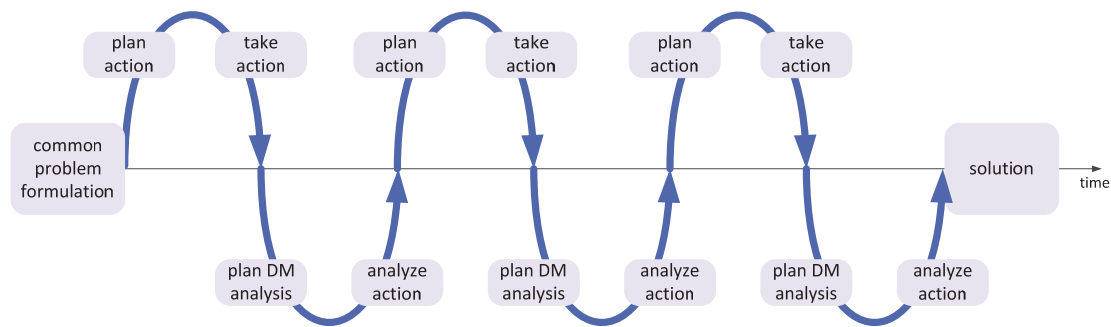 plan
action
take
action
plan
action
take
action
plan
action
take
action
common
problem
formulation
solution
time
plan DM
analysis
analyze
action
plan DM
analysis
analyze
action
plan DM
analysis
analyze
action